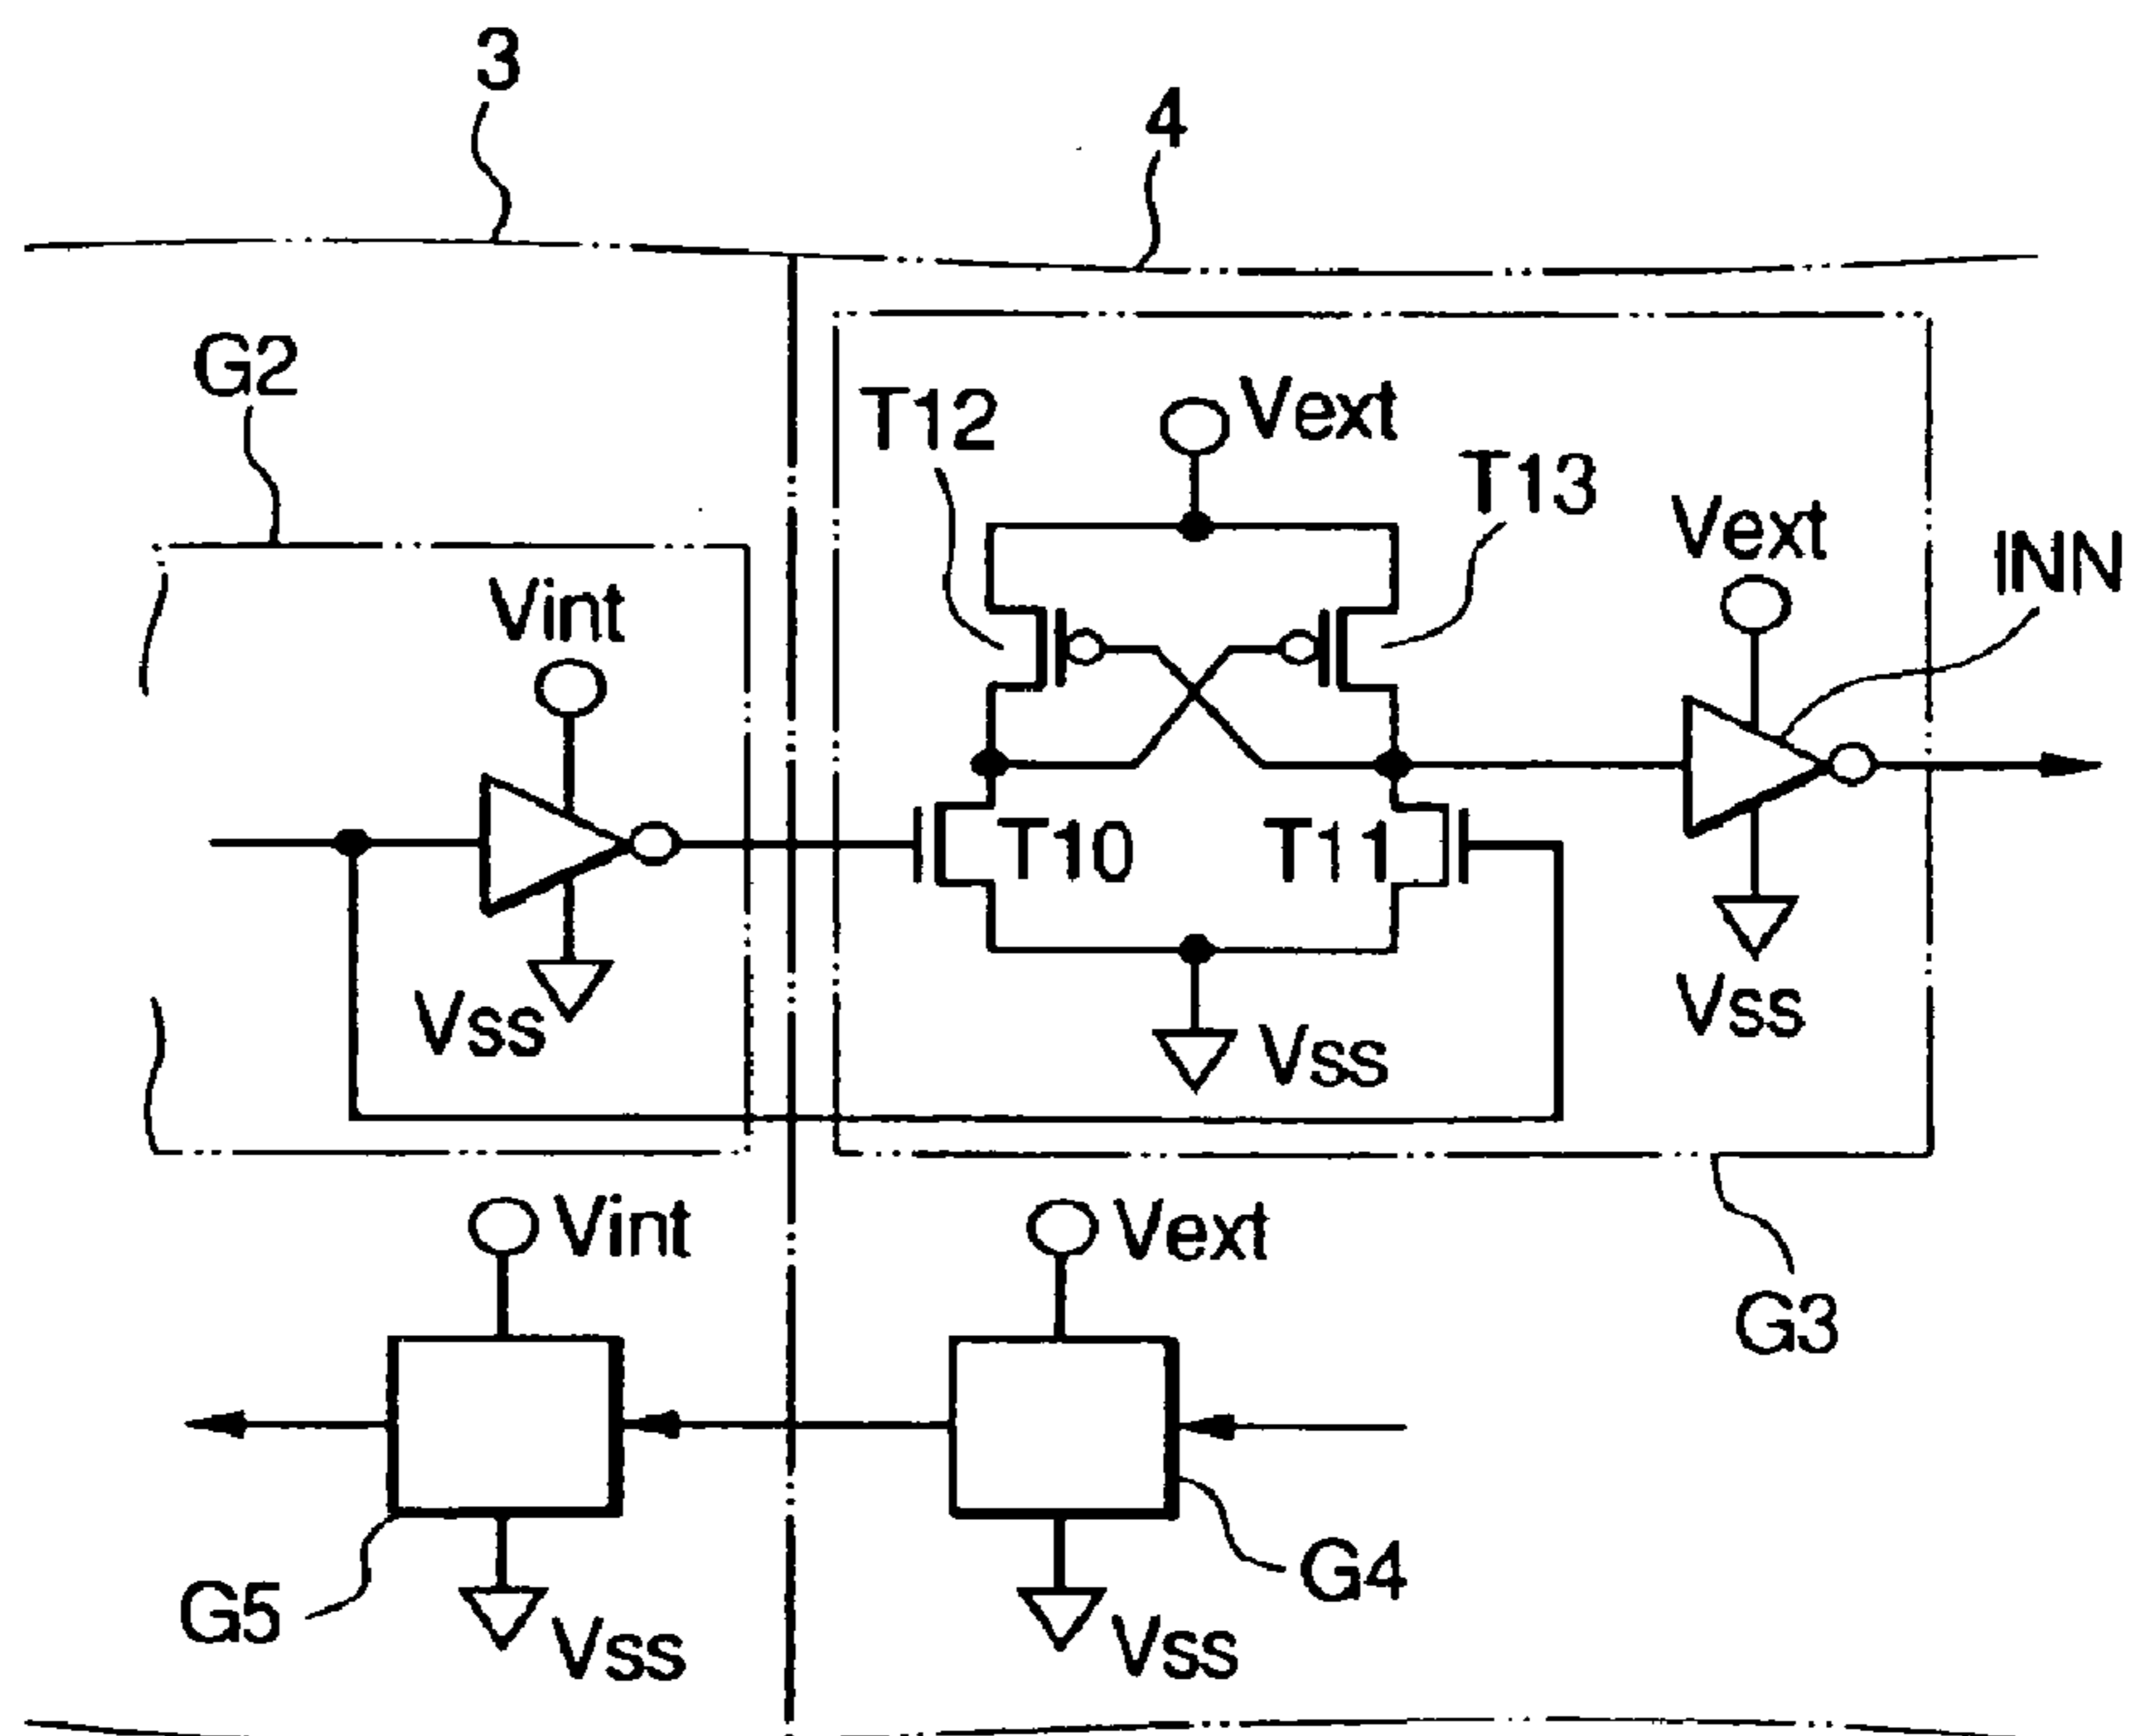 3
4
G2
T12
Vext
T13
Vext
INN
Vint
T10
T11
Vss
Vss
Vss
Vint
Vext
G3
G5
Vss
Vss
G4